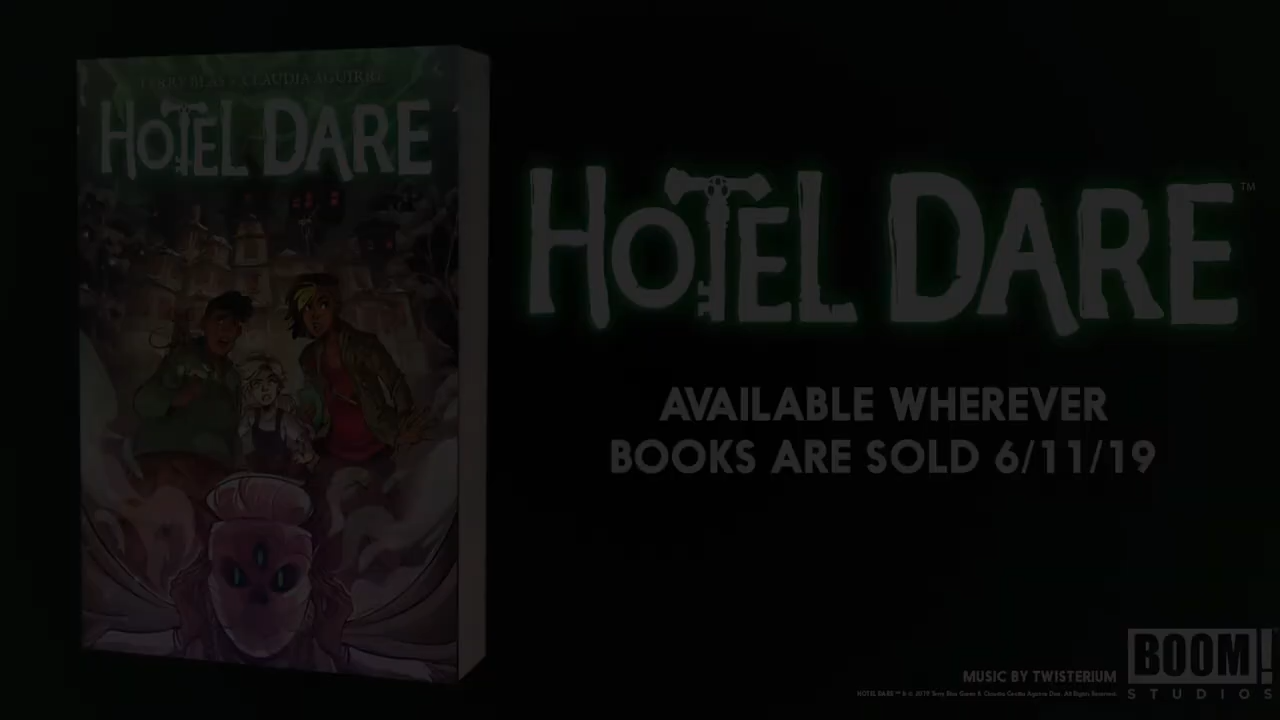 TERRY BLAS & CLAUDIA AGUIRRE
HOTEL DARE
HOTEL DARE™
AVAILABLE WHEREVER
BOOKS ARE SOLD 6/11/19
MUSIC BY TWISTERIUM
BOOM!
STUDIOS